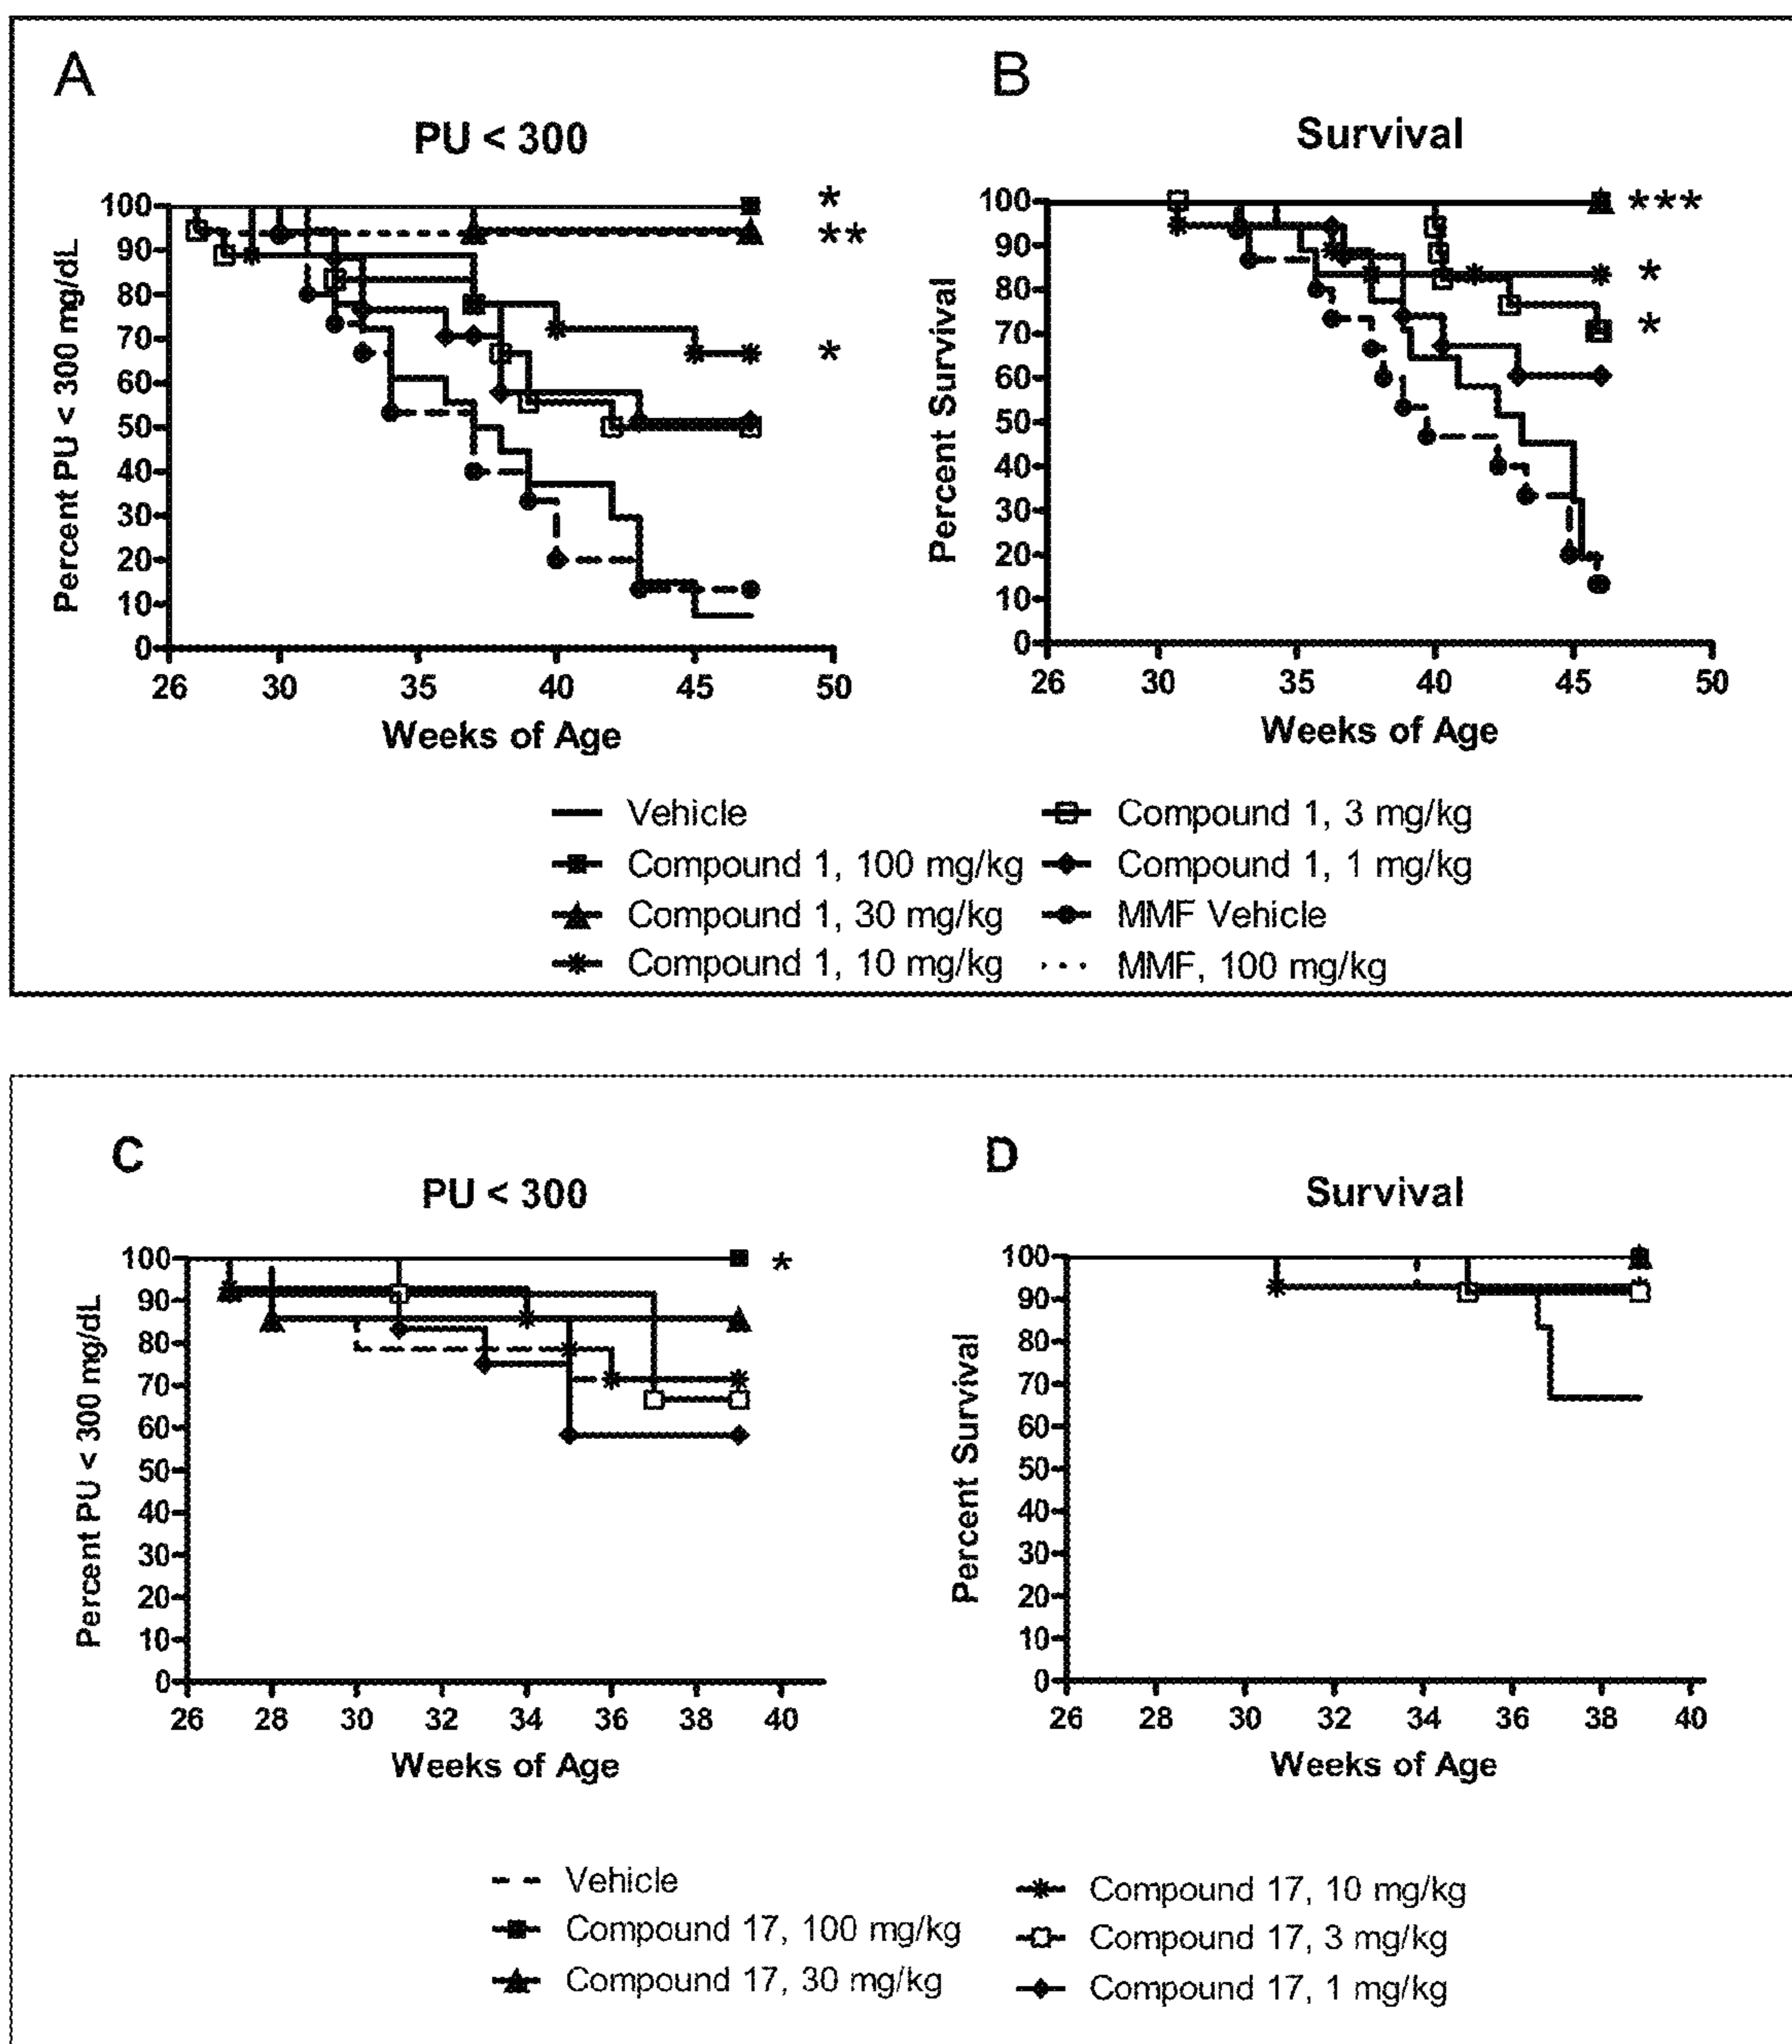 A
B
PU < 300
Survival
Percent PU < 300 mg/dL
100
90
80
70
60
50
40
30
20
10
0
26
30
35
40
45
50
Weeks of Age
*
**
*
Percent Survival
100
90
80
70
60
50
40
30
20
10
0
26
30
35
40
45
50
Weeks of Age
***
*
*
Vehicle
Compound 1, 100 mg/kg
Compound 1, 30 mg/kg
Compound 1, 10 mg/kg
Compound 1, 3 mg/kg
Compound 1, 1 mg/kg
MMF Vehicle
MMF, 100 mg/kg
C
D
PU < 300
Survival
Percent PU < 300 mg/dL
100
90
80
70
60
50
40
30
20
10
0
26
28
30
32
34
36
38
40
Weeks of Age
*
Percent Survival
100
90
80
70
60
50
40
30
20
10
0
26
28
30
32
34
36
38
40
Weeks of Age
Vehicle
Compound 17, 100 mg/kg
Compound 17, 30 mg/kg
Compound 17, 10 mg/kg
Compound 17, 3 mg/kg
Compound 17, 1 mg/kg